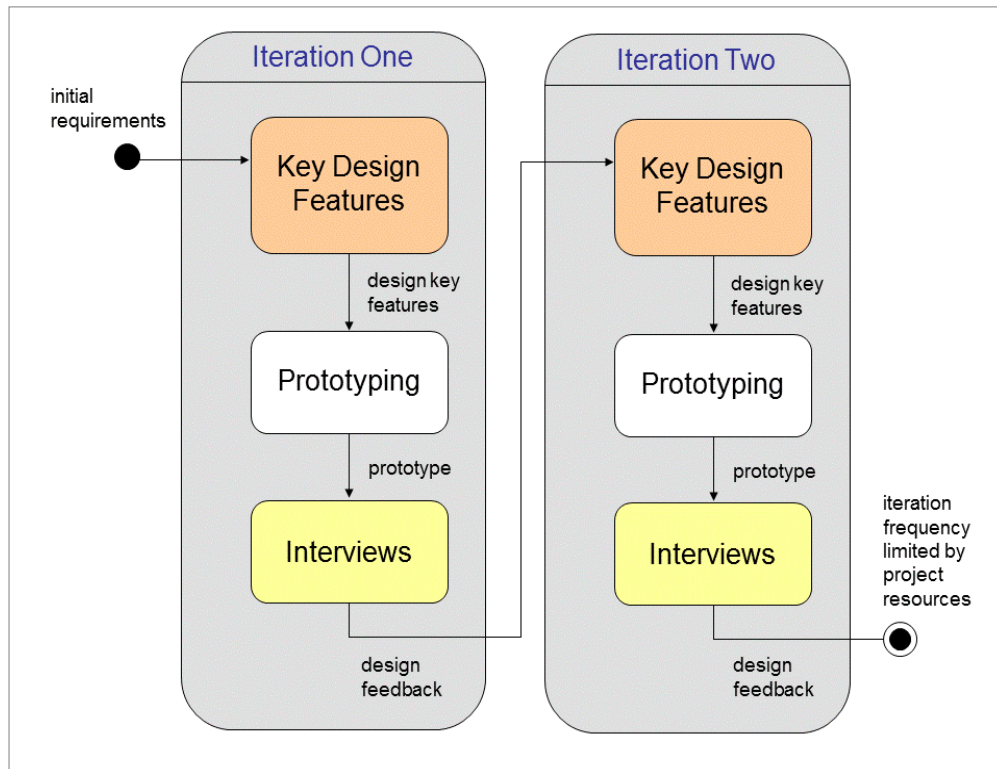 Iteration One
initial
requirements
Key Design
Features
design key
features
Prototyping
prototype
Interviews
design
feedback
Iteration Two
Key Design
Features
design key
features
Prototyping
prototype
Interviews
design
feedback
iteration
frequency
limited by
project
resources